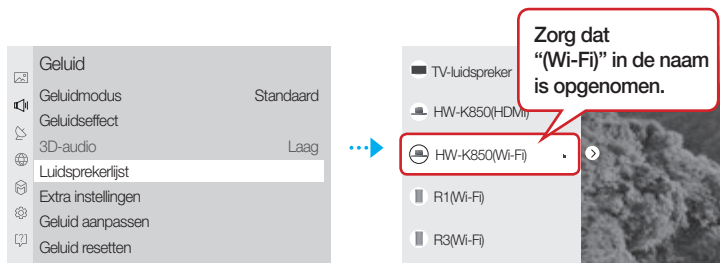 Geluid
Geluidmodus Standaard
Geluidseffect
3D-audio Laag
Luidsprekerlijst
Extra instellingen
Geluid aanpassen
Geluid resetten
Zorg dat
“(Wi-Fi)” in de naam
is opgenomen.
TV-luidspreker
HW-K850(HDMI)
HW-K850(Wi-Fi)
R1(Wi-Fi)
R3(Wi-Fi)